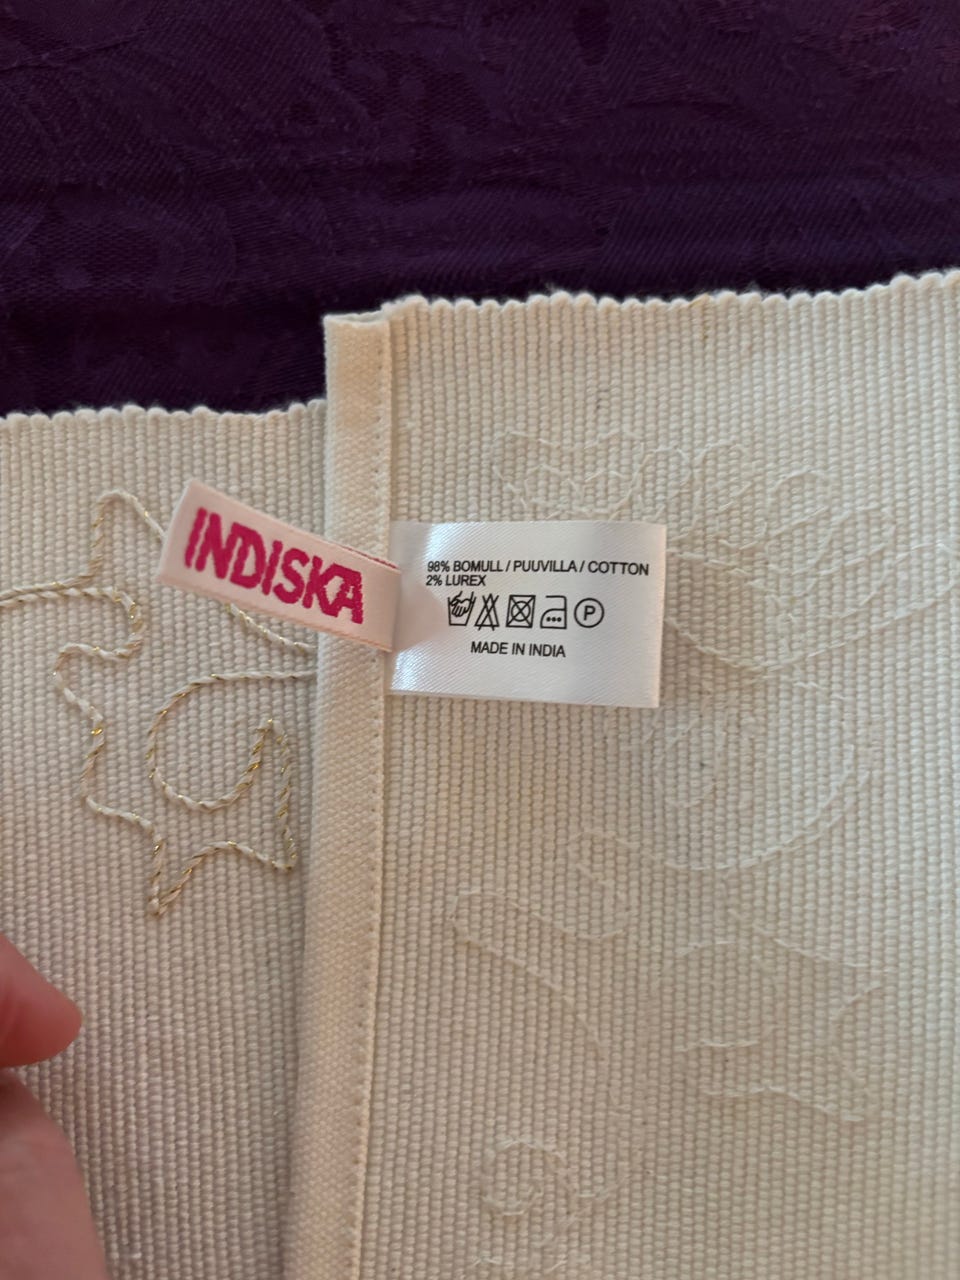 INDISKA
98% BOMULL / PUUVILLA / COTTON
2% LUREX
P
MADE IN INDIA